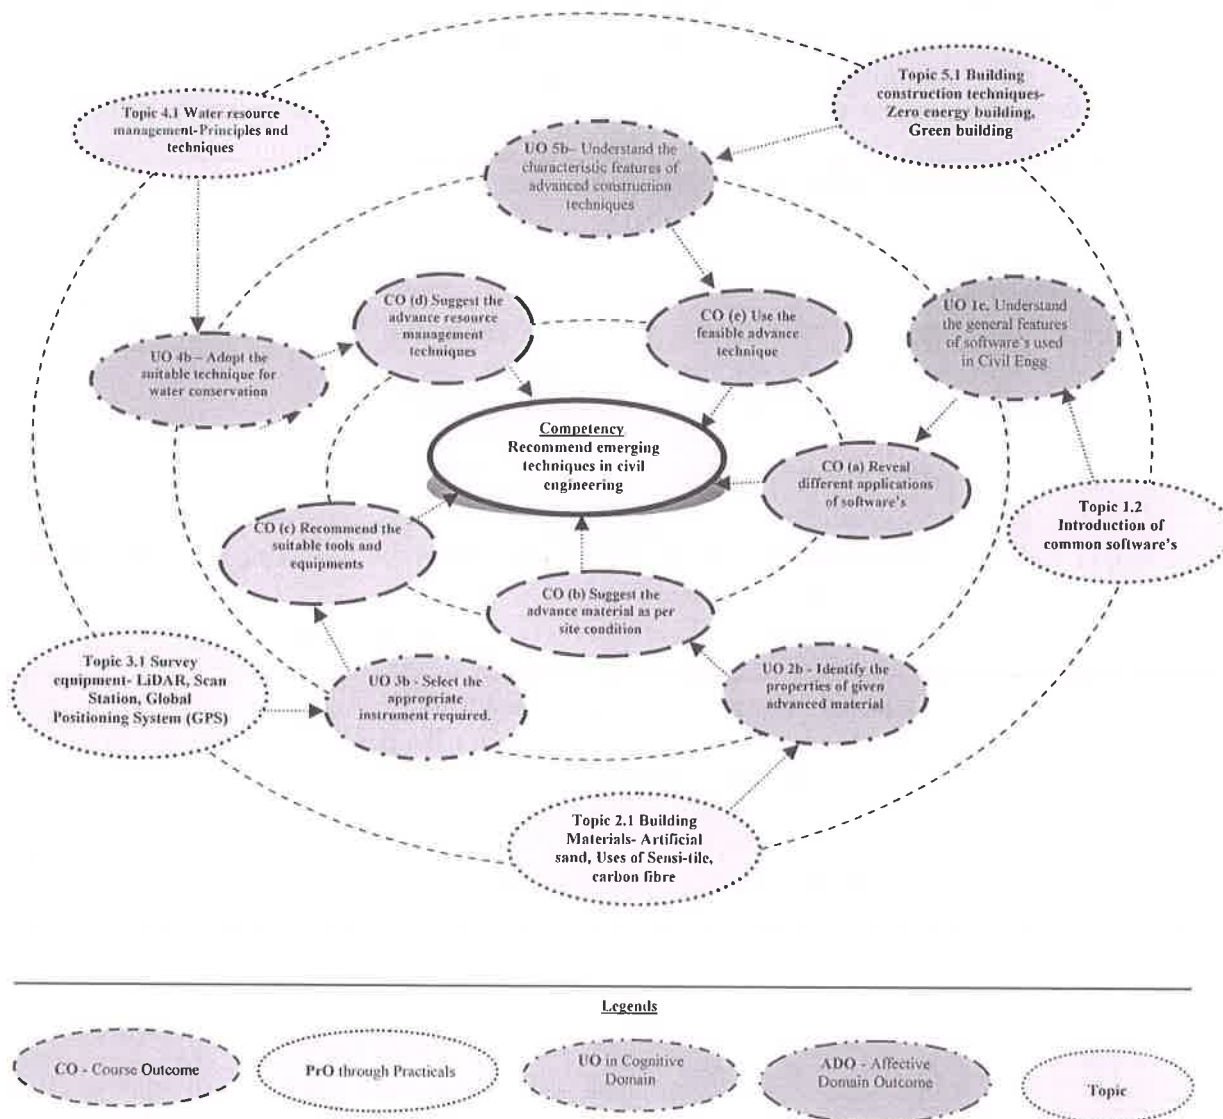 Topic 4.1 Water resource
management-Principles and
techniques
Topic 5.1 Building
construction techniques-
Zero energy building,
Green building
UO 5b– Understand the
characteristic features of
advanced construction
techniques
CO (d) Suggest the
advance resource
management
techniques
CO (e) Use the
feasible advance
technique
UO 1e. Understand
the general features
of software's used
in Civil Engg
UO 4b – Adopt the
suitable technique for
water conservation
Competency
Recommend emerging
techniques in civil
engineering
CO (a) Reveal
different applications
of software's
Topic 1.2
Introduction of
common software's
CO (c) Recommend the
suitable tools and
equipments
CO (b) Suggest the
advance material as per
site condition
Topic 3.1 Survey
equipment- LiDAR, Scan
Station, Global
Positioning System (GPS)
UO 3b - Select the
appropriate
instrument required.
UO 2b - Identify the
properties of given
advanced material
Topic 2.1 Building
Materials- Artificial
sand, Uses of Sensi-tile,
carbon fibre
Legends
CO - Course Outcome
PrO through Practicals
UO in Cognitive
Domain
ADO - Affective
Domain Outcome
Topic